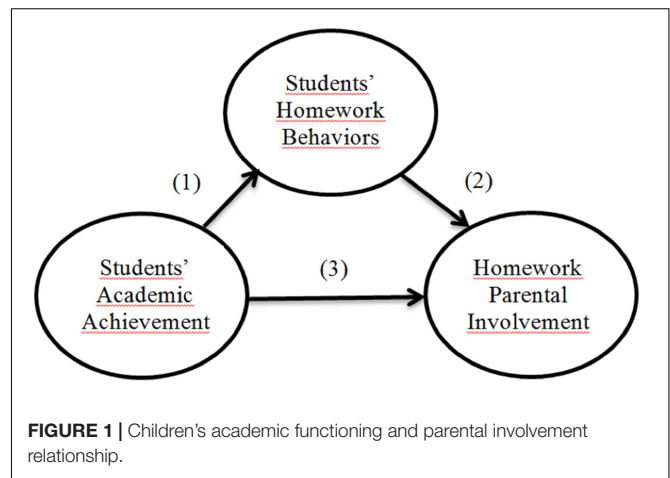 Students’
Homework
Behaviors
(1)
(2)
Students’
Academic
Achievement
(3)
Homework
Parental
Involvement
FIGURE 1 | Children’s academic functioning and parental involvement
relationship.